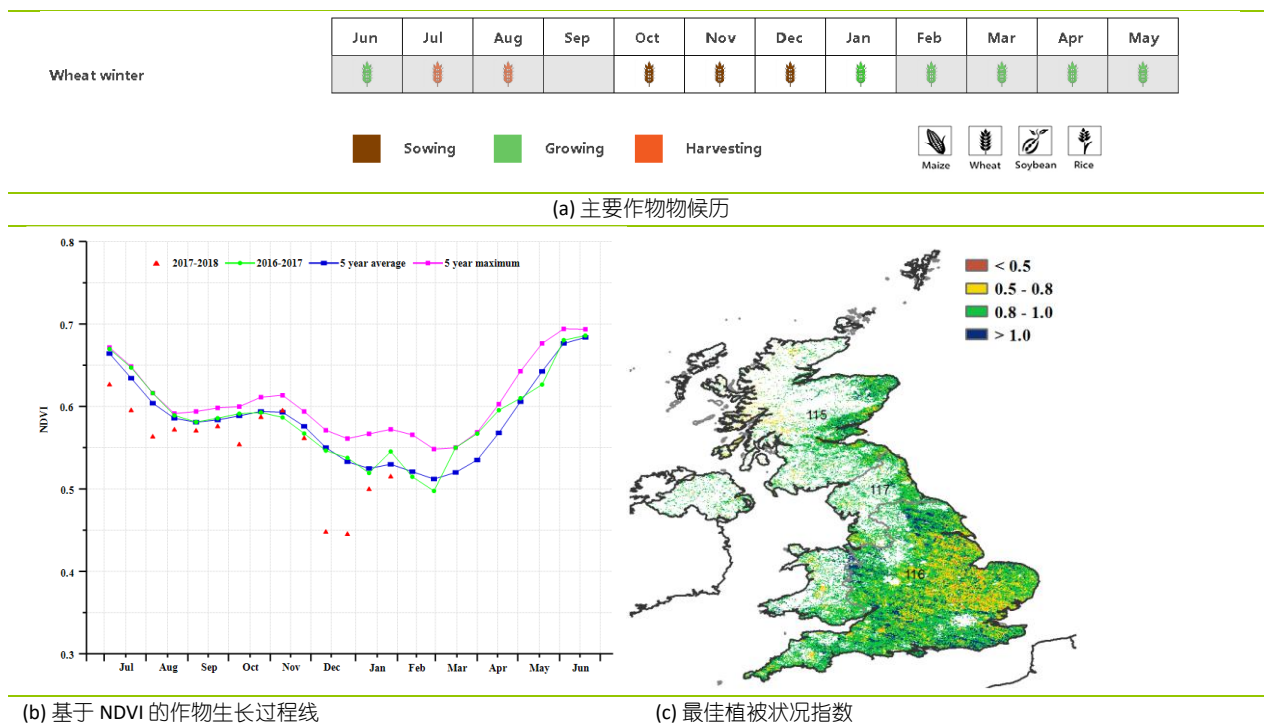 Jun Jul Aug Sep Oct Nov Dec Jan Feb Mar Apr May
Wheat winter
Sowing Growing Harvesting
Maize Wheat Soybean Rice
(a) 主要作物物候历
0.8
0.7
0.6
0.5
0.4
0.3
NDVI
2017-2018 2016-2017 5 year average 5 year maximum
Jul Aug Sep Oct Nov Dec Jan Feb Mar Apr May Jun
< 0.5
0.5 - 0.8
0.8 - 1.0
> 1.0
115
117
116
(b) 基于 NDVI 的作物生长过程线
(c) 最佳植被状况指数